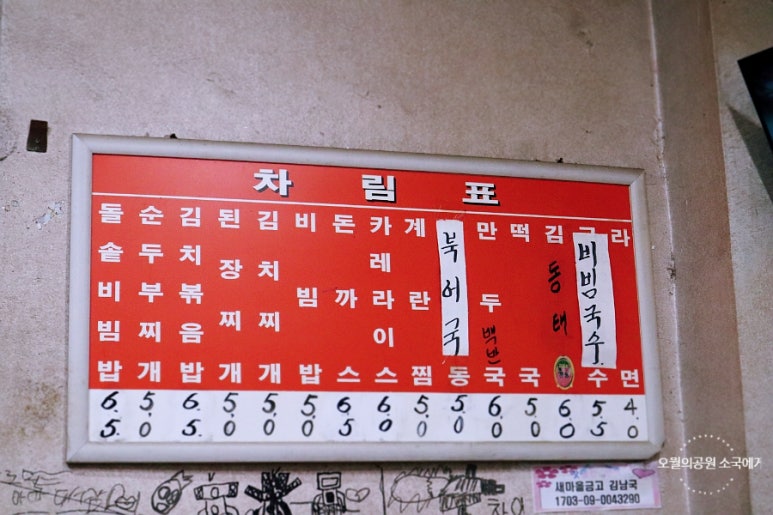 차림표
돌솥비빔밥 6.5
순두부찌개 5.0
김치볶음밥 6.5
된장찌개 5.0
김치찌개 5.0
비빔밥 5.0
돈까스 6.5
카레라이스 6.0
계란찜 5.0
북어국 동 5.0
만두 백반 국 6.0
떡국 5.0
김 동태 6.0
비빔국수 수 5.5
라면 4.0
새마을금고 김남국
1703-09-0043290
오월의공원 소국에게